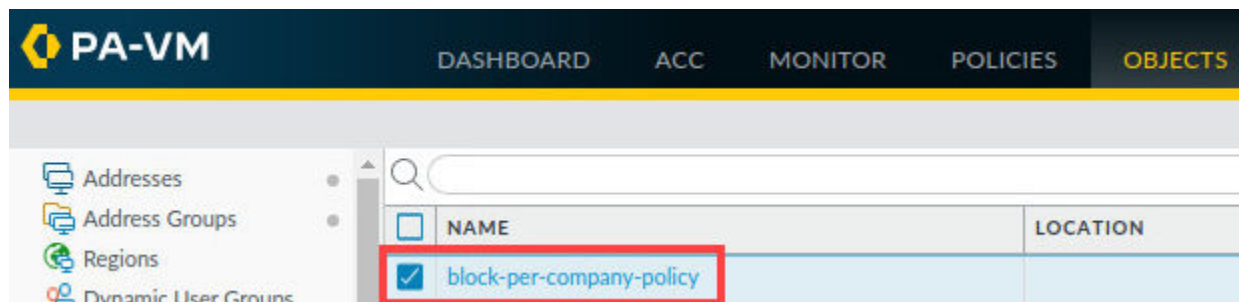 PA-VM
DASHBOARD ACC MONITOR POLICIES OBJECTS
Addresses
Address Groups
Regions
Dynamic User Groups
NAME LOCATION
block-per-company-policy